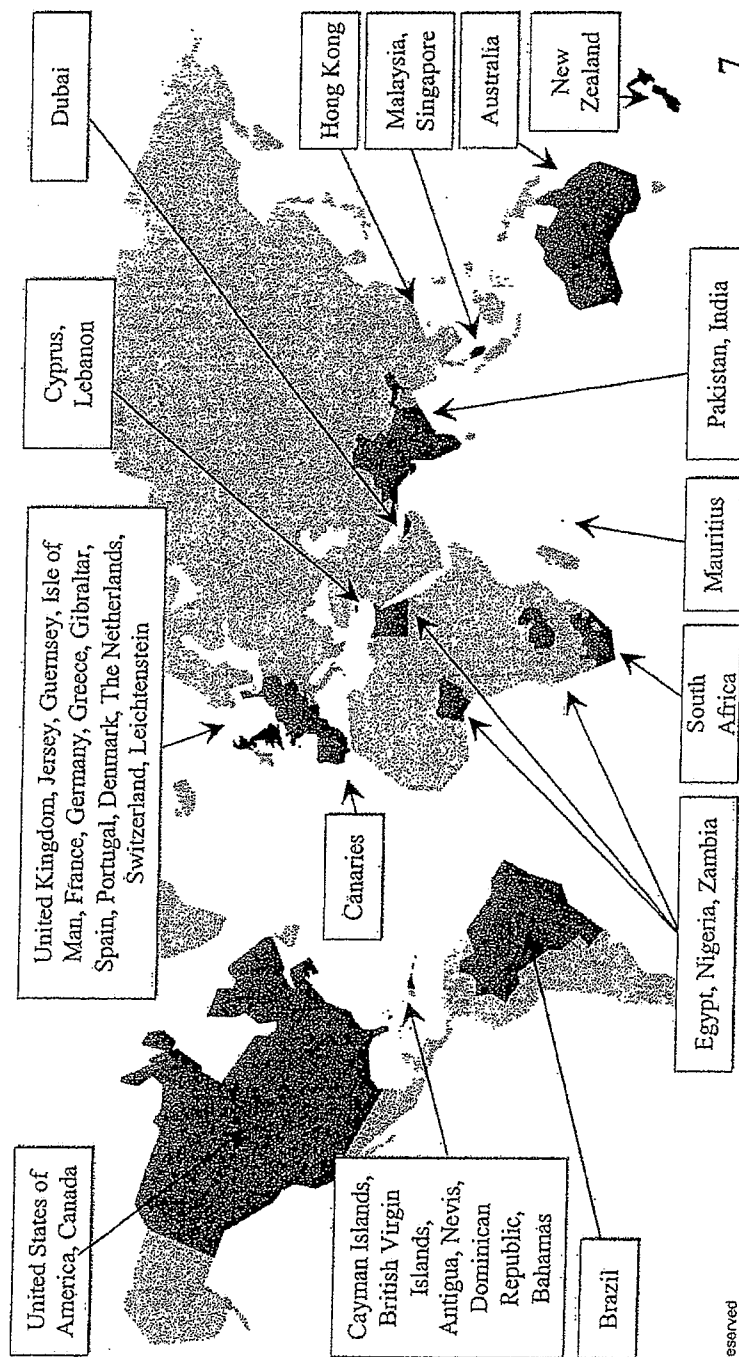 United States of
America, Canada
United Kingdom, Jersey, Guernsey, Isle of
Man, France, Germany, Greece, Gibraltar,
Spain, Portugal, Denmark, The Netherlands,
Switzerland, Leichtenstein
Cyprus,
Lebanon
Dubai
Canaries
Hong Kong
Malaysia,
Singapore
Australia
New
Zealand
Cayman Islands,
British Virgin
Islands,
Antigua, Nevis,
Dominican
Republic,
Bahamas
Brazil
Egypt, Nigeria, Zambia
South
Africa
Mauritius
Pakistan, India
eserved
7